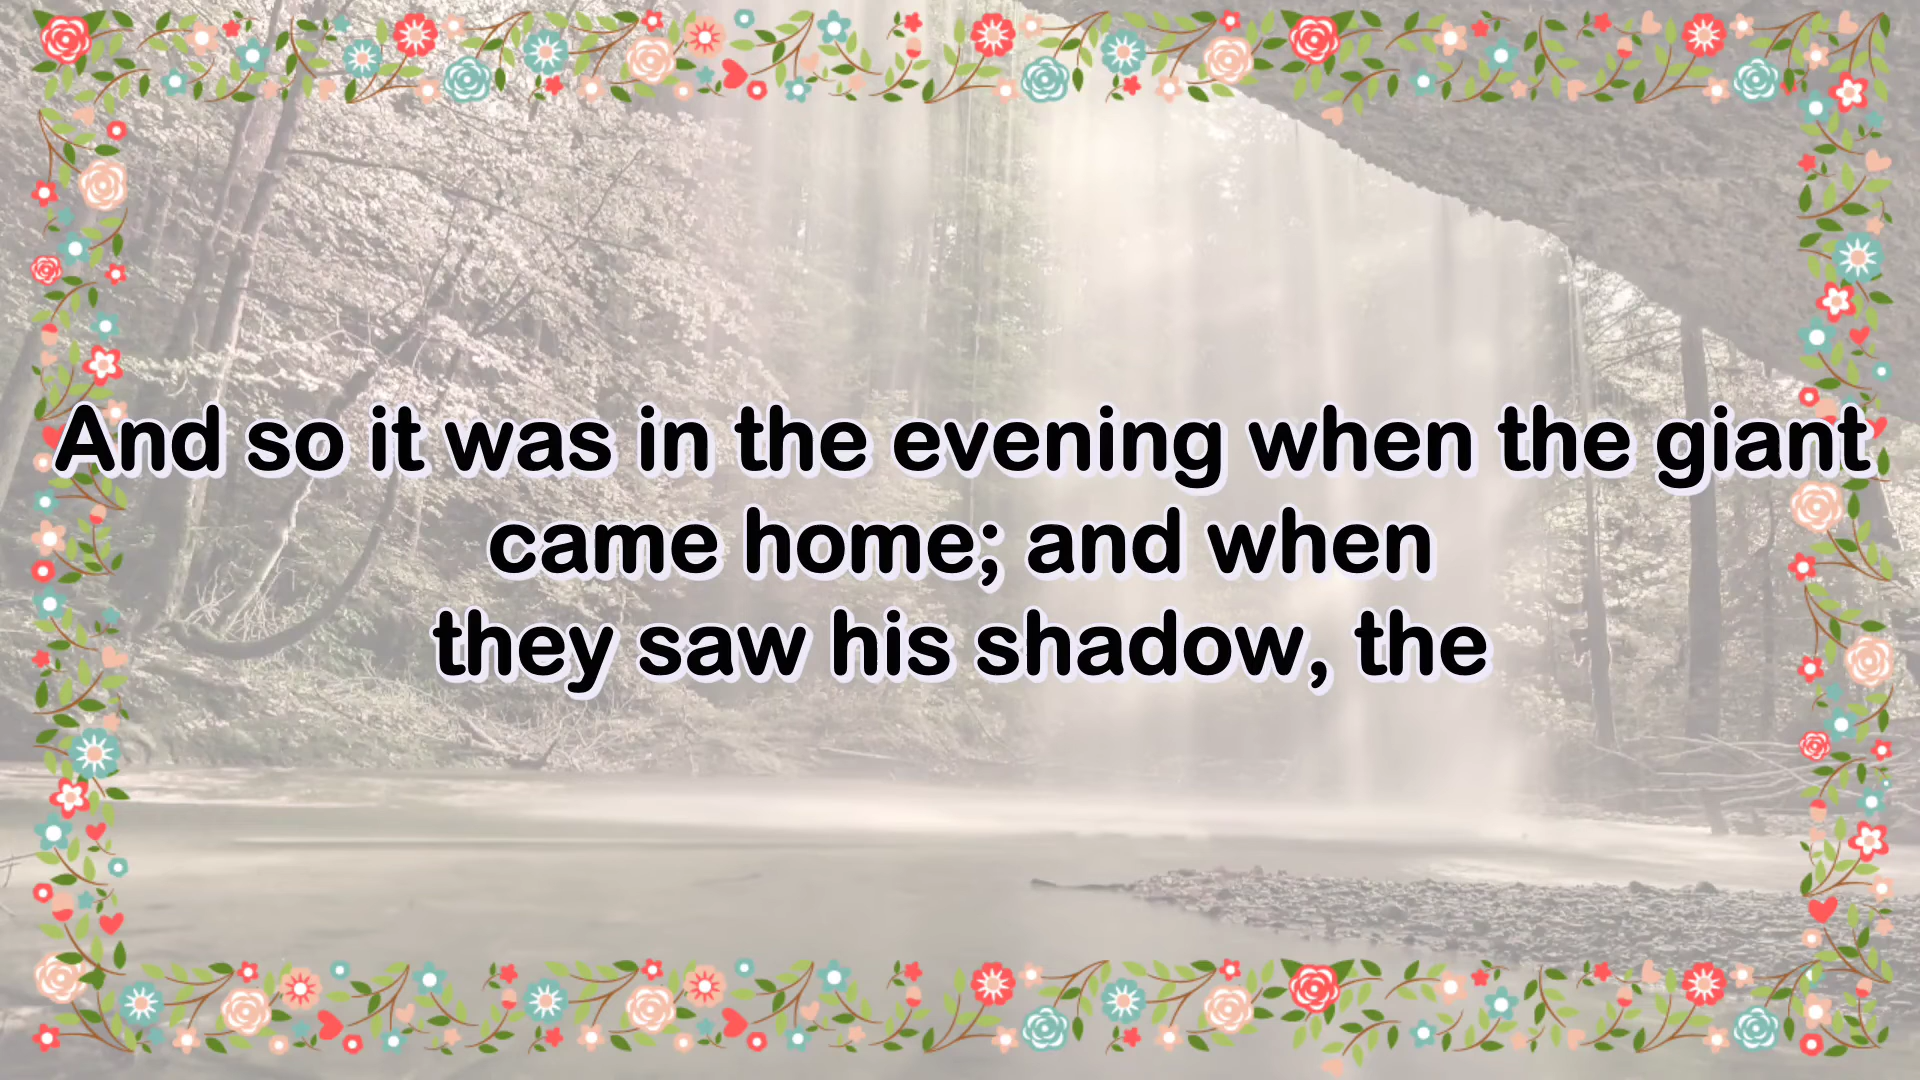 And so it was in the evening when the giant
came home; and when
they saw his shadow, the